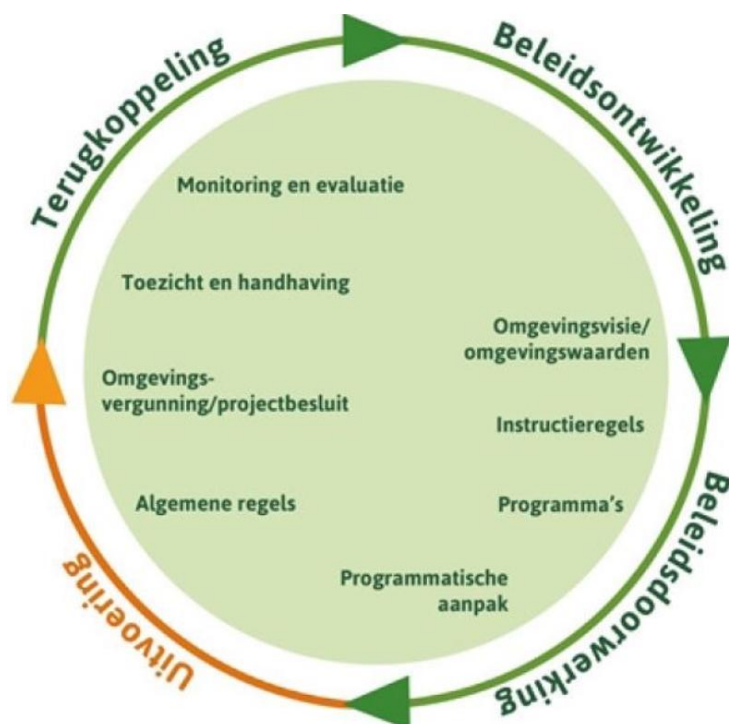 Terugkoppeling
Beleidsontwikkeling
Monitoring en evaluatie
Toezicht en handhaving
Omgevingsvisie/
omgevingswaarden
Omgevings-
vergunning/projectbesluit
Instructieregels
Algemene regels
Programma's
Programmatische
aanpak
Uitvoering
Beleidsdoorwerking